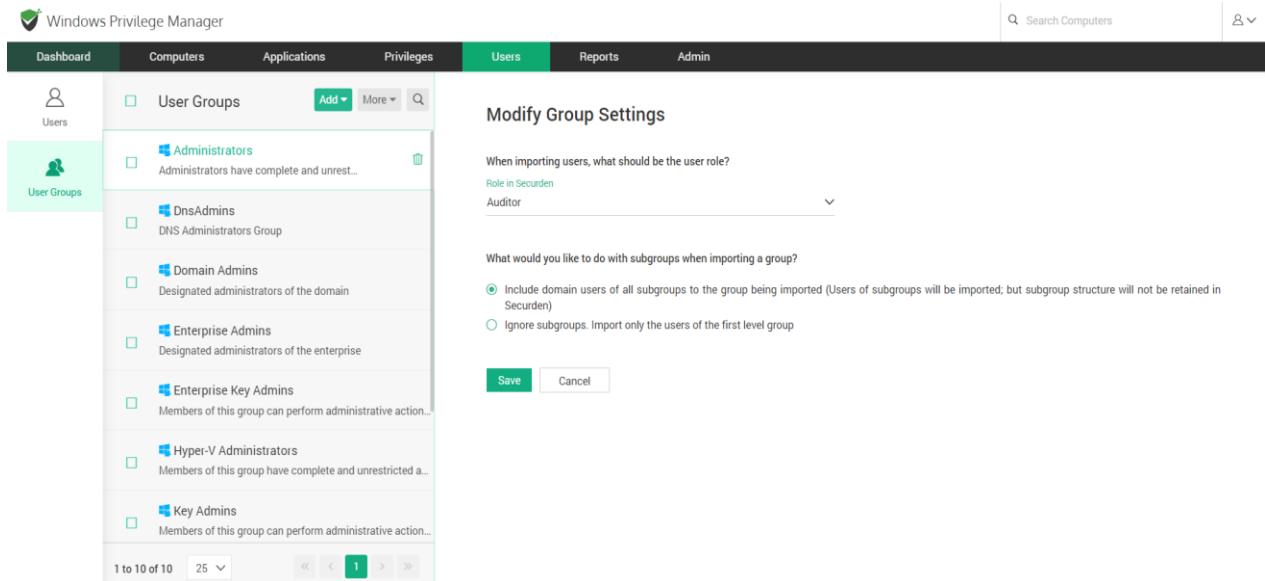 Windows Privilege Manager
Search Computers
Dashboard Computers Applications Privileges Users Reports Admin
Users
User Groups
User Groups
Add More
Administrators
Administrators have complete and unrest...
DnsAdmins
DNS Administrators Group
Domain Admins
Designated administrators of the domain
Enterprise Admins
Designated administrators of the enterprise
Enterprise Key Admins
Members of this group can perform administrative action...
Hyper-V Administrators
Members of this group have complete and unrestricted a...
Key Admins
Members of this group can perform administrative action...
1 to 10 of 10 25 « < 1 > »
Modify Group Settings
When importing users, what should be the user role?
Role in Securden
Auditor
What would you like to do with subgroups when importing a group?
Include domain users of all subgroups to the group being imported (Users of subgroups will be imported; but subgroup structure will not be retained in
Securden)
Ignore subgroups. Import only the users of the first level group
Save Cancel